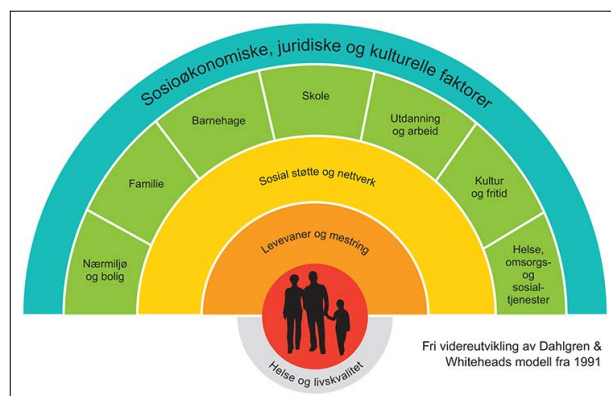 Sosioøkonomiske, juridiske og kulturelle faktorer
Nærmiljø
og bolig
Familie
Barnehage
Skole
Utdanning
og arbeid
Kultur
og fritid
Helse,
omsorgs-
og
sosial-
tjenester
Sosial støtte og nettverk
Levevaner og mestring
Helse og livskvalitet
Fri videreutvikling av Dahlgren &
Whiteheads modell fra 1991